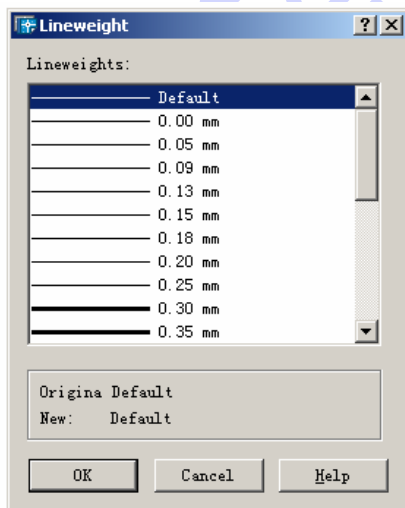 Lineweight
Lineweights:
Default
0.00 mm
0.05 mm
0.09 mm
0.13 mm
0.15 mm
0.18 mm
0.20 mm
0.25 mm
0.30 mm
0.35 mm
Origina Default
New: Default
OK Cancel Help